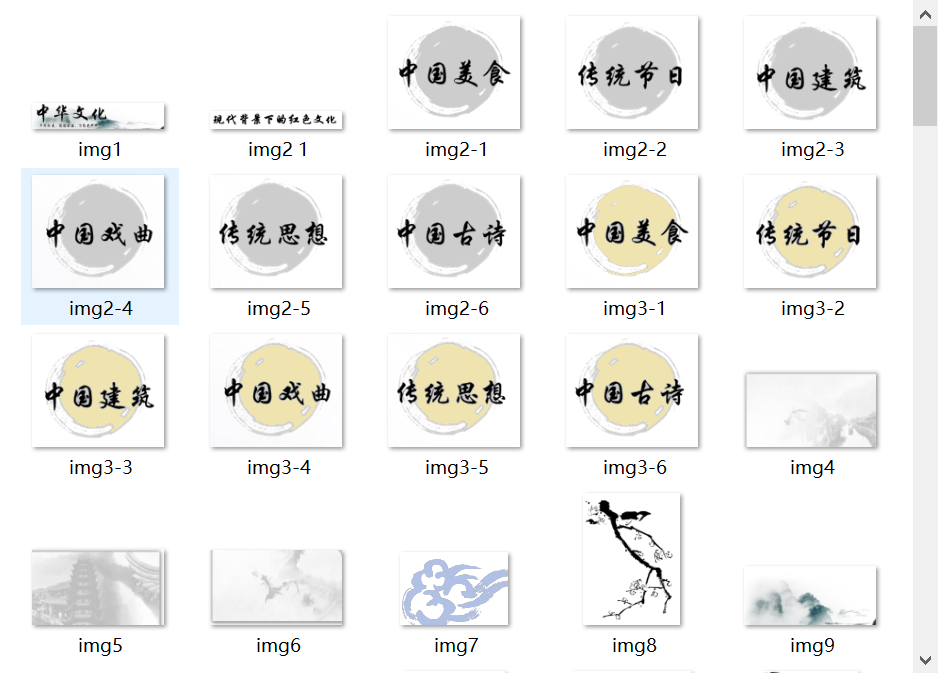 中华文化
现代背景下的红色文化
中国美食
传统节日
中国建筑
img1
img2 1
img2-1
img2-2
img2-3
中国戏曲
传统思想
中国古诗
中国美食
传统节日
img2-4
img2-5
img2-6
img3-1
img3-2
中国建筑
中国戏曲
传统思想
中国古诗
img3-3
img3-4
img3-5
img3-6
img4
img5
img6
img7
img8
img9